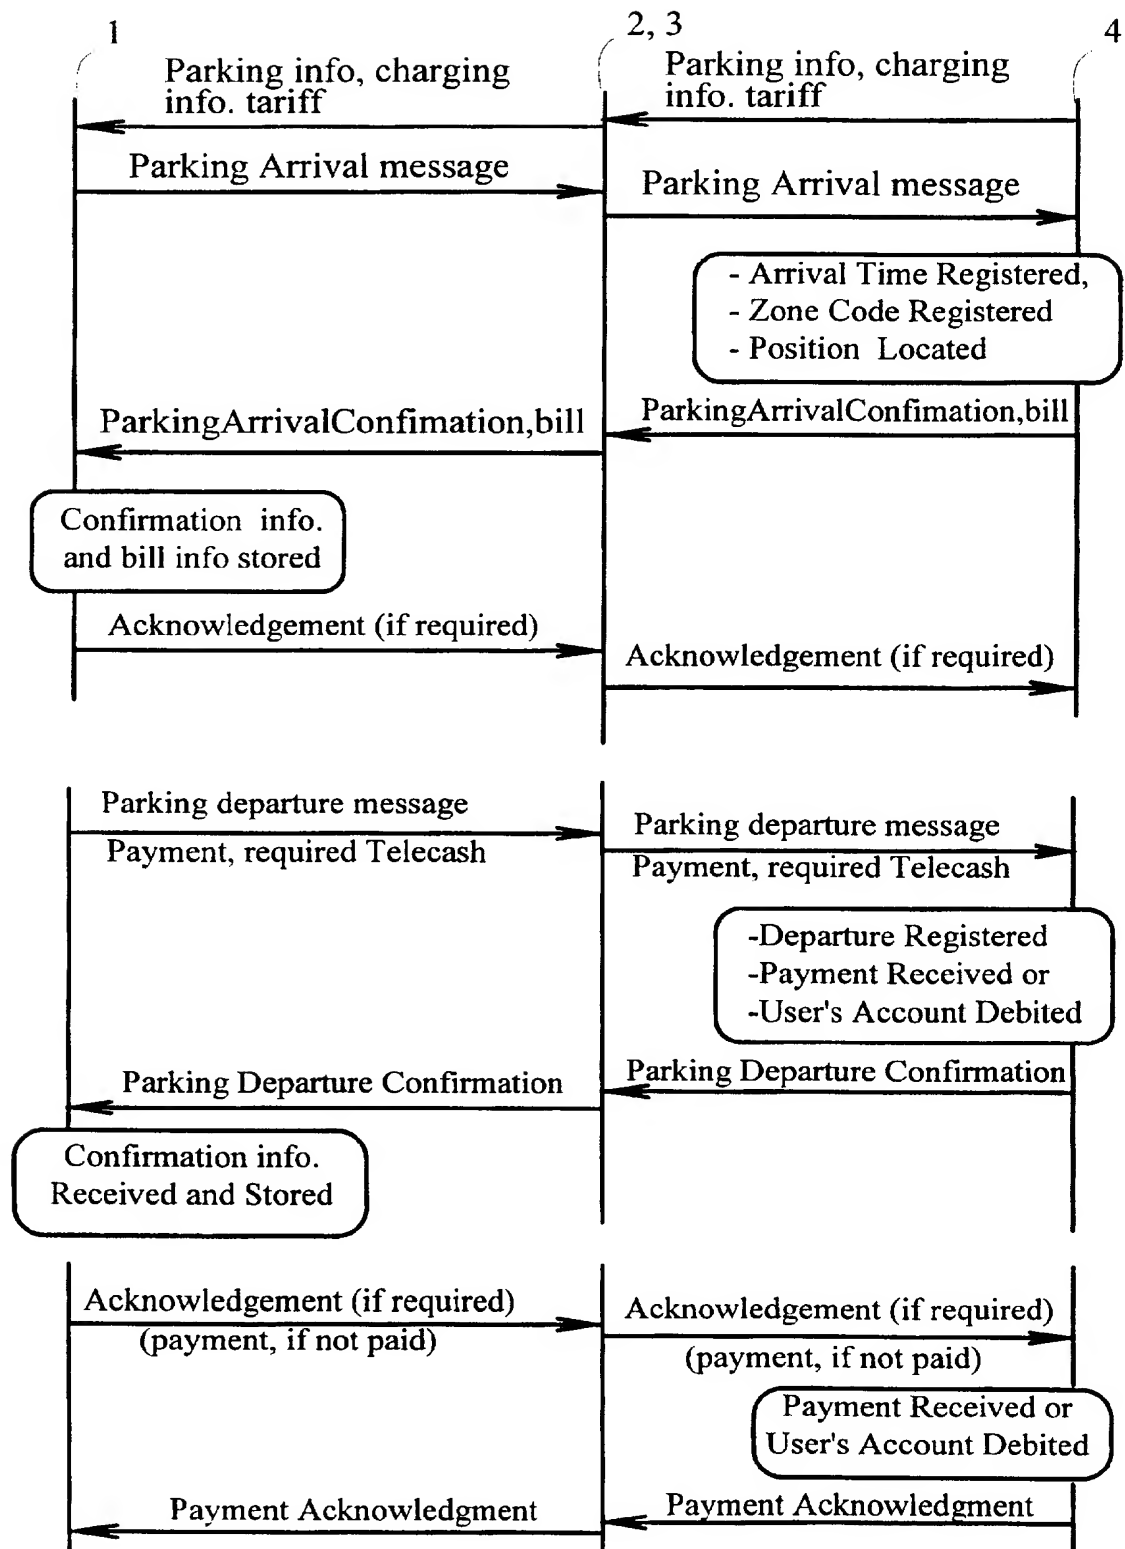 1
2, 3
4
Parking info, charging
info. tariff
Parking info, charging
info. tariff
Parking Arrival message
Parking Arrival message
- Arrival Time Registered,
- Zone Code Registered
- Position Located
ParkingArrivalConfimation,bill
ParkingArrivalConfimation,bill
Confirmation info.
and bill info stored
Acknowledgement (if required)
Acknowledgement (if required)
Parking departure message
Payment, required Telecash
Parking departure message
Payment, required Telecash
-Departure Registered
-Payment Received or
-User's Account Debited
Parking Departure Confirmation
Parking Departure Confirmation
Confirmation info.
Received and Stored
Acknowledgement (if required)
(payment, if not paid)
Acknowledgement (if required)
(payment, if not paid)
Payment Received or
User's Account Debited
Payment Acknowledgment
Payment Acknowledgment